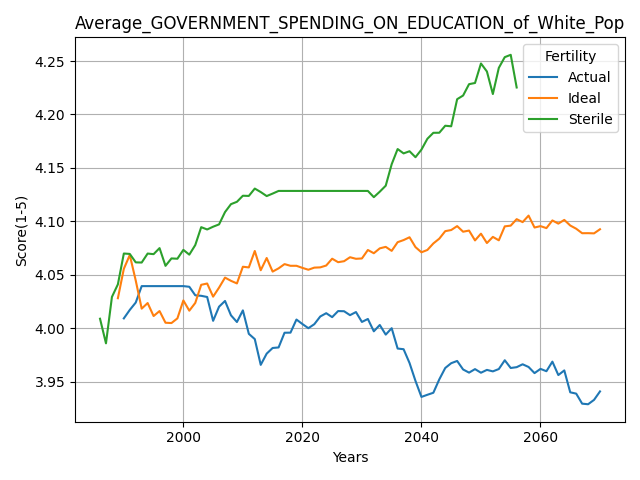 Average_GOVERNMENT_SPENDING_ON_EDUCATION_of_White_Pop
Fertility
Actual
Ideal
Sterile
Score(1-5)
4.25
4.20
4.15
4.10
4.05
4.00
3.95
2000 2020 2040 2060
Years